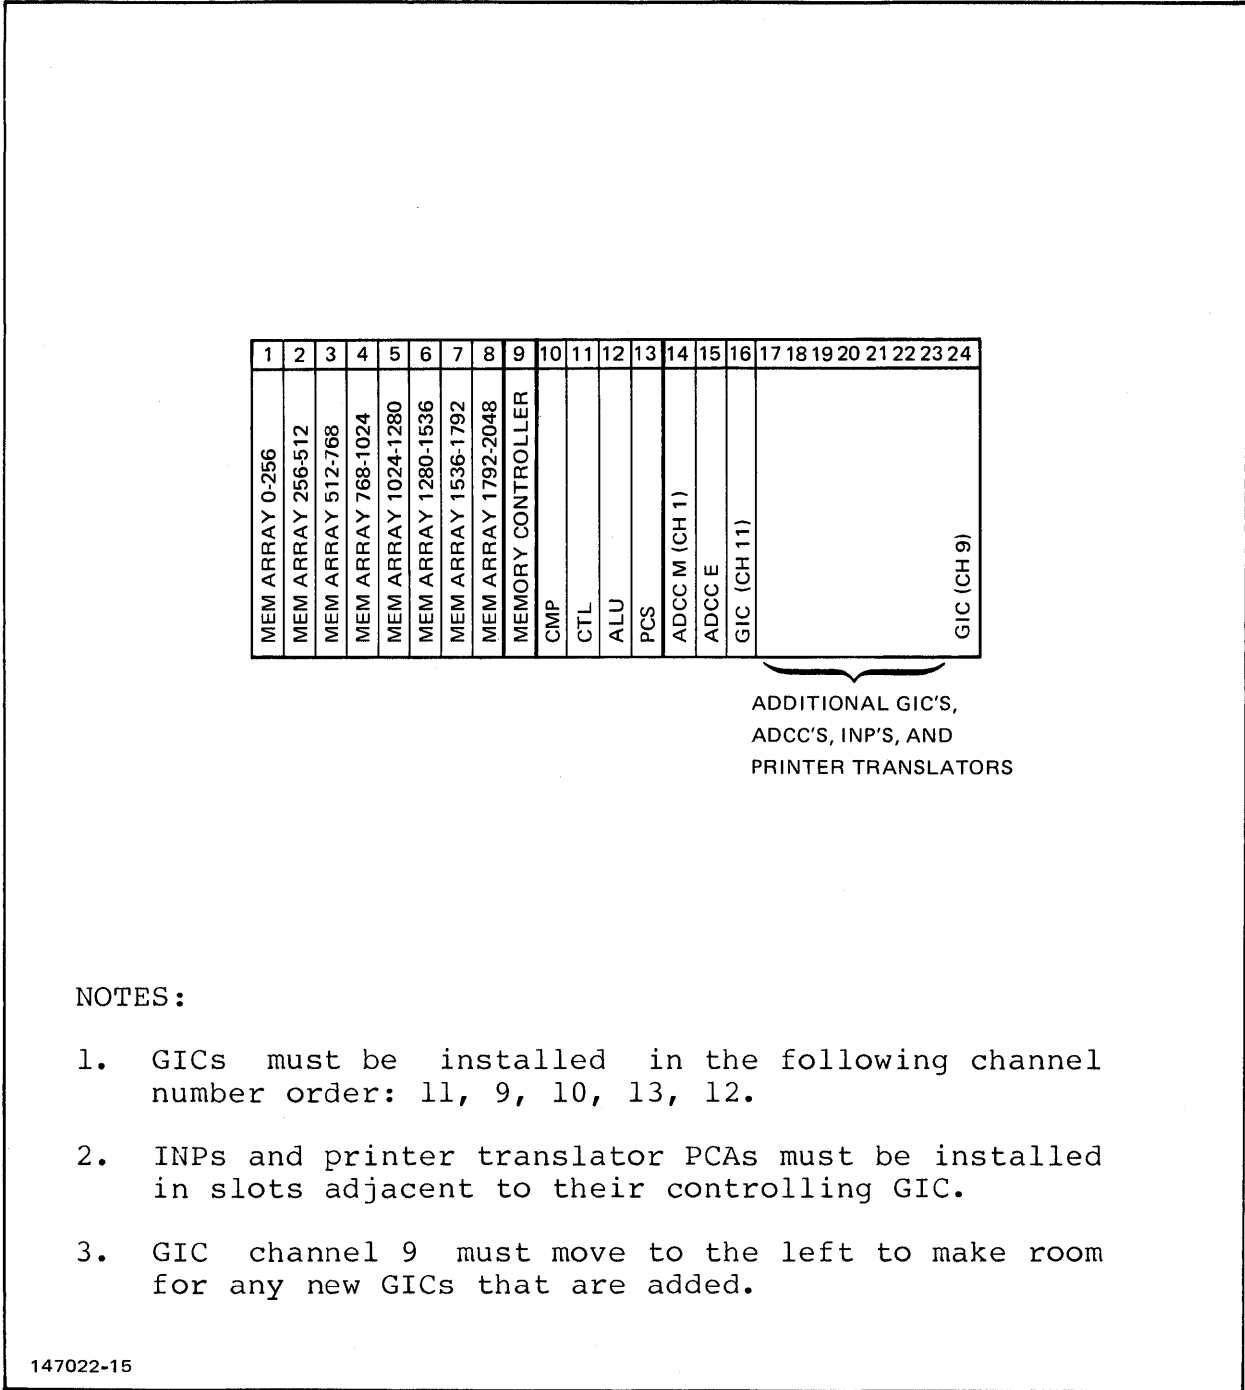 1 2 3 4 5 6 7 8 9 10 11 12 13 14 15 16 17 18 19 20 21 22 23 24
MEM ARRAY 0-256
MEM ARRAY 256-512
MEM ARRAY 512-768
MEM ARRAY 768-1024
MEM ARRAY 1024-1280
MEM ARRAY 1280-1536
MEM ARRAY 1536-1792
MEM ARRAY 1792-2048
MEMORY CONTROLLER
CMP
CTL
ALU
PCS
ADCC M (CH 1)
ADCC E
GIC (CH 11)
GIC (CH 9)
ADDITIONAL GIC'S,
ADCC'S, INP'S, AND
PRINTER TRANSLATORS
NOTES:
1. GICs must be installed in the following channel
number order: 11, 9, 10, 13, 12.
2. INPs and printer translator PCAs must be installed
in slots adjacent to their controlling GIC.
3. GIC channel 9 must move to the left to make room
for any new GICs that are added.
147022-15